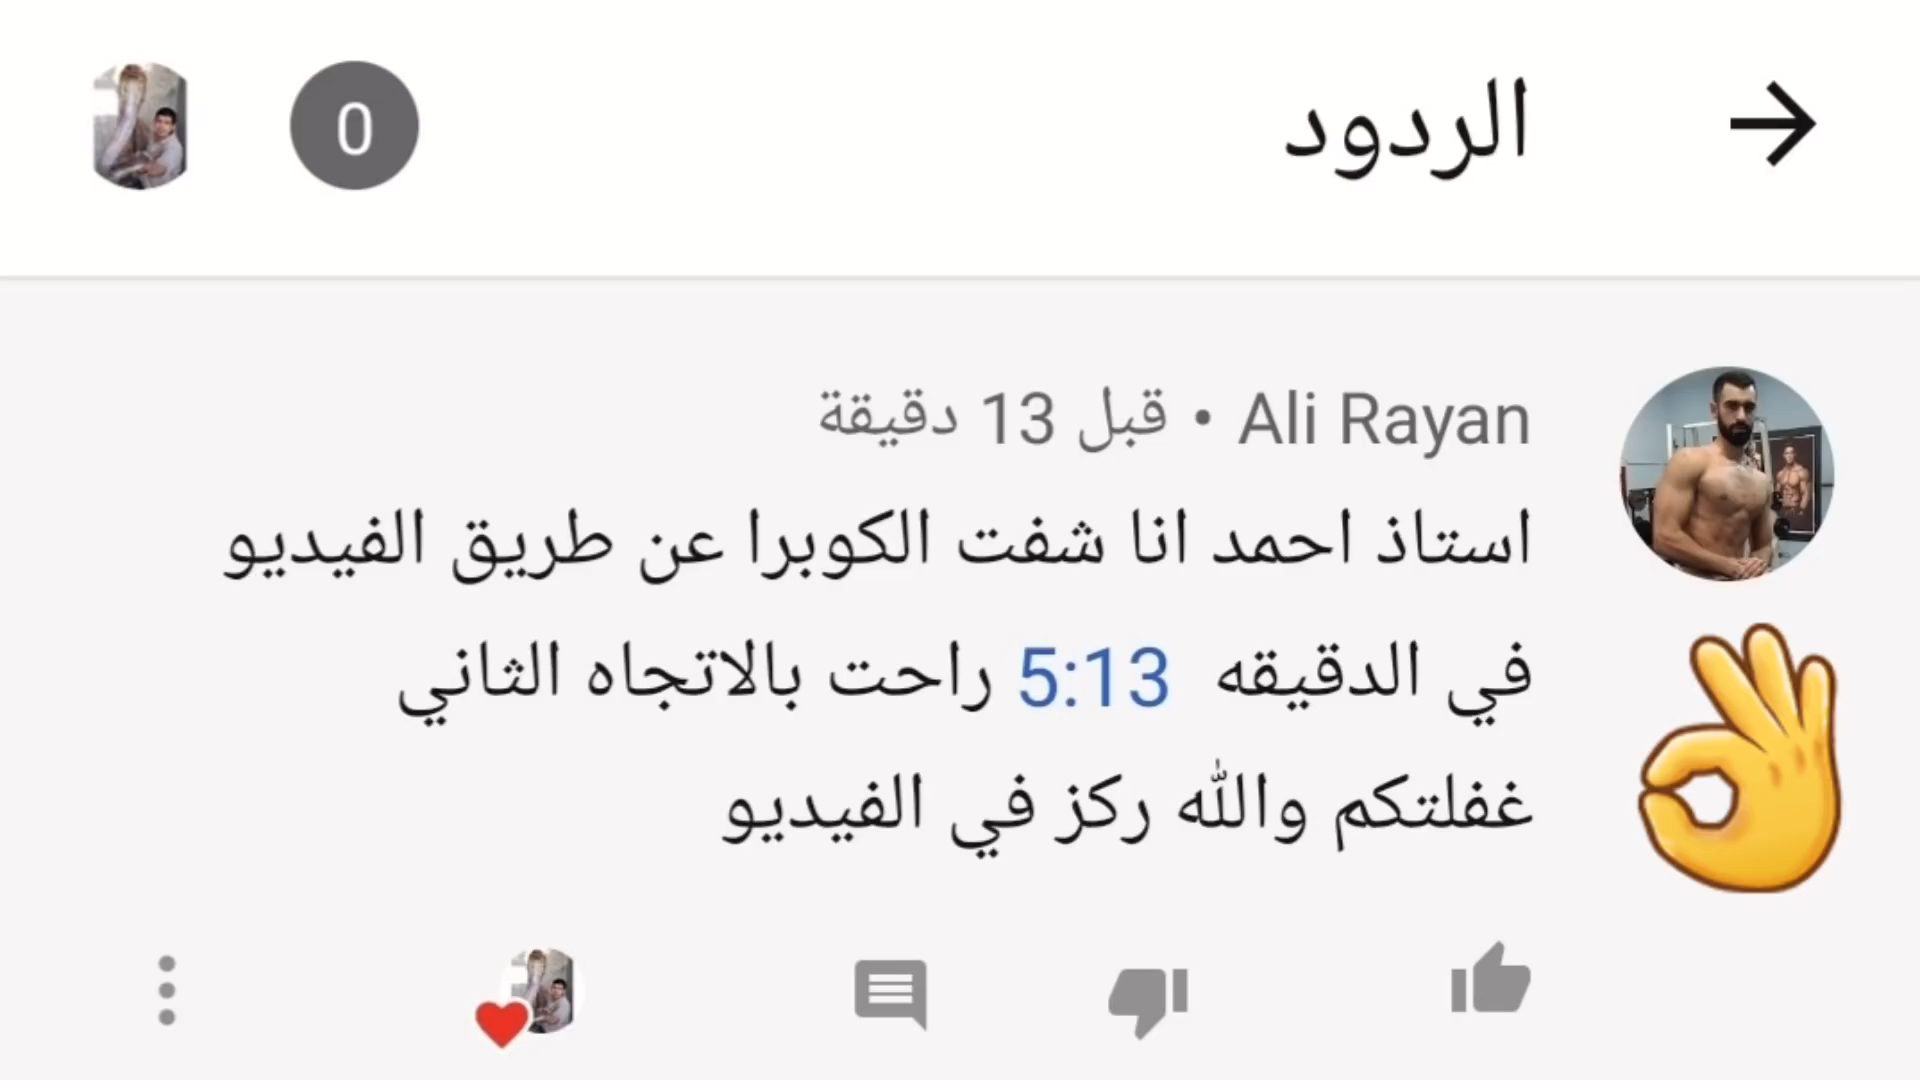 الردود
0
Ali Rayan • قبل 13 دقيقة
استاذ احمد انا شفت الكوبرا عن طريق الفيديو
في الدقيقه 5:13 راحت بالاتجاه الثاني
غفلتكم والله ركز في الفيديو